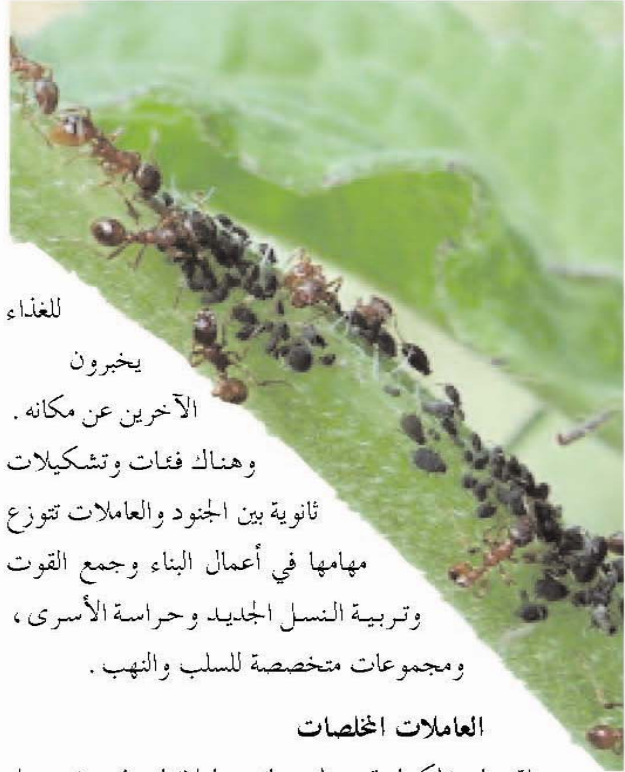 للغذاء
يخبرون
الآخرين عن مكانه .
وهناك فئات وتشكيلات
ثانوية بين الجنود والعاملات تتوزع
مهامها في أعمال البناء وجمع القوت
وتربية النسل الجديد وحراسة الأسرى ،
ومجموعات متخصصة للسلب والنهب .
العاملات المخلصات